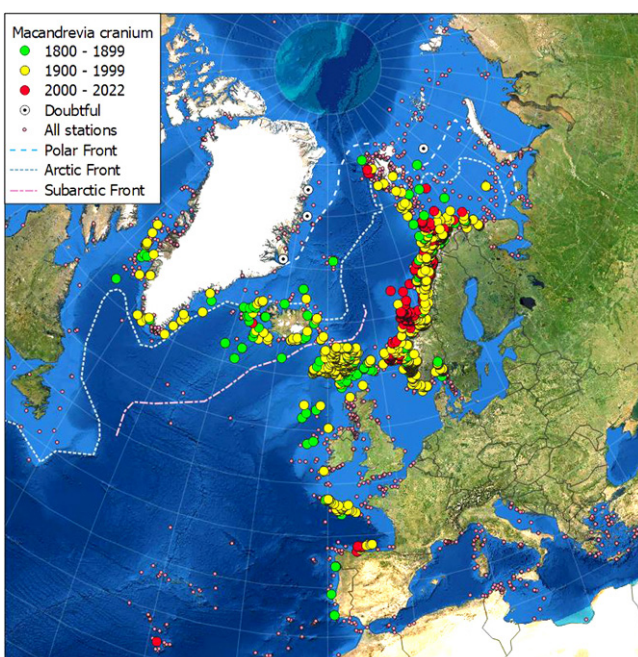 Macandrevia cranium
1800 - 1899
1900 - 1999
2000 - 2022
Doubtful
All stations
Polar Front
Arctic Front
Subarctic Front